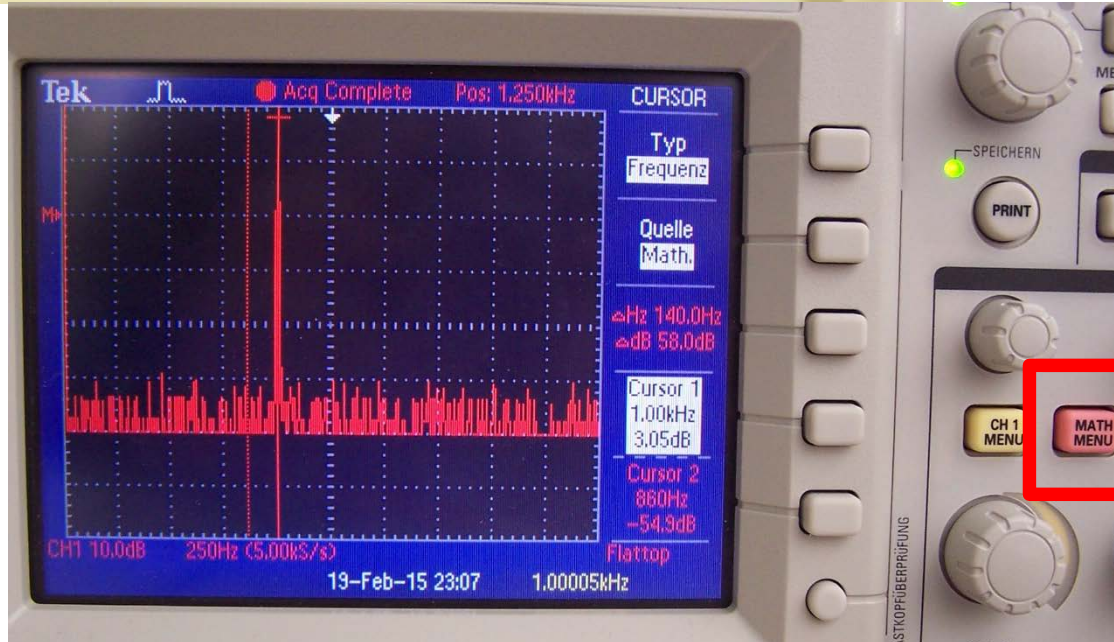 Tek
Acq Complete
Pos: 1.250kHz
CURSOR
Typ
Frequenz
M
Quelle
Math.
ΔHz 140.0Hz
ΔdB 58.0dB
Cursor 1
1.00kHz
3.05dB
Cursor 2
860Hz
-54.9dB
CH1 10.0dB
250Hz (5.00kS/s)
Flattop
19-Feb-15 23:07
1.00005kHz
SPEICHERN
PRINT
ME
CH 1
MENU
MATH
MENU
ASTKOPFÜBERPRÜFUNG